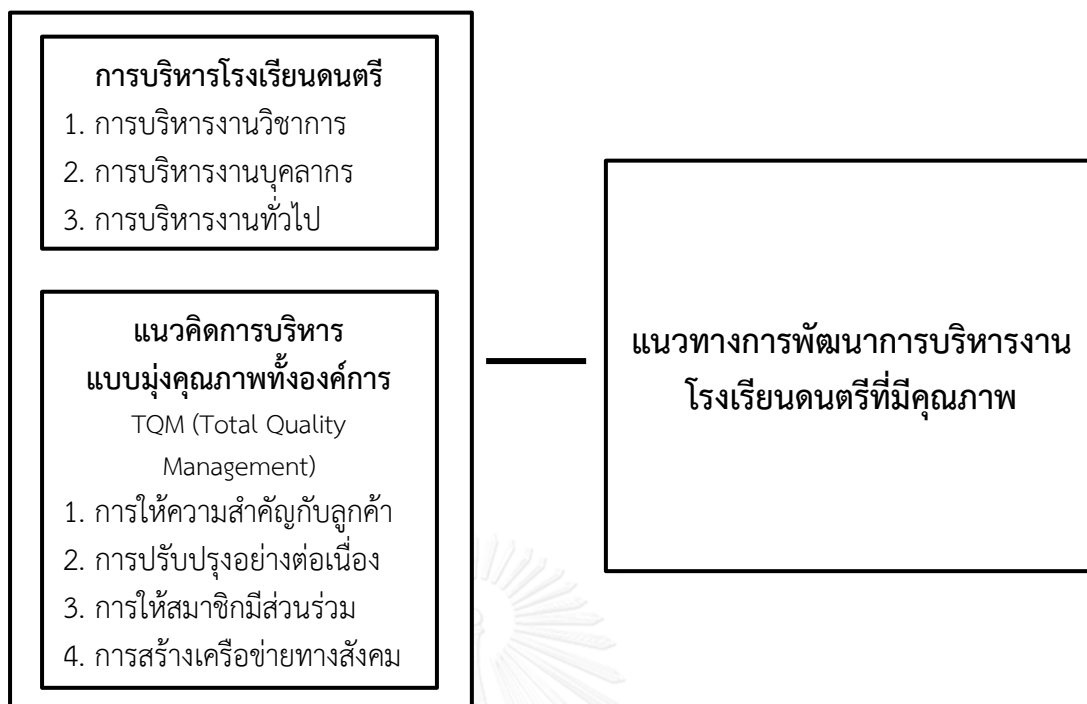 การบริหารโรงเรียนดนตรี
1. การบริหารงานวิชาการ
2. การบริหารงานบุคลากร
3. การบริหารงานทั่วไป
แนวคิดการบริหาร
แบบมุ่งคุณภาพทั้งองค์การ
TQM (Total Quality
Management)
1. การให้ความสำคัญกับลูกค้า
2. การปรับปรุงอย่างต่อเนื่อง
3. การให้สมาชิกมีส่วนร่วม
4. การสร้างเครือข่ายทางสังคม
แนวทางการพัฒนาการบริหารงาน
โรงเรียนดนตรีที่มีคุณภาพ